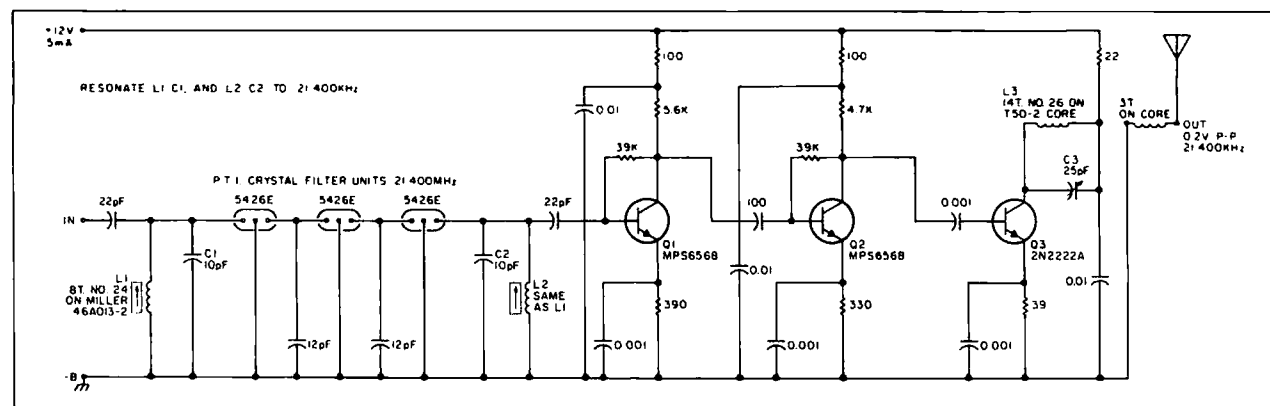 +12V
5mA
RESONATE L1 C1, AND L2 C2 TO 21.400KHz
P.T.I. CRYSTAL FILTER UNITS 21.400MHz
5426E
5426E
5426E
22pF
IN
C1
10pF
L1
8T. NO. 24
ON MILLER
46A013-2
12pF
12pF
C2
10pF
L2
SAME
AS L1
22pF
0.01
100
5.6K
39K
Q1
MPS6568
390
0.001
100
0.01
100
4.7K
39K
Q2
MPS6568
330
0.001
0.001
Q3
2N2222A
39
0.001
22
L3
14T. NO. 26 ON
T50-2 CORE
C3
25pF
0.01
3T
ON CORE
OUT
0.2V P-P
21.400KHz
-B